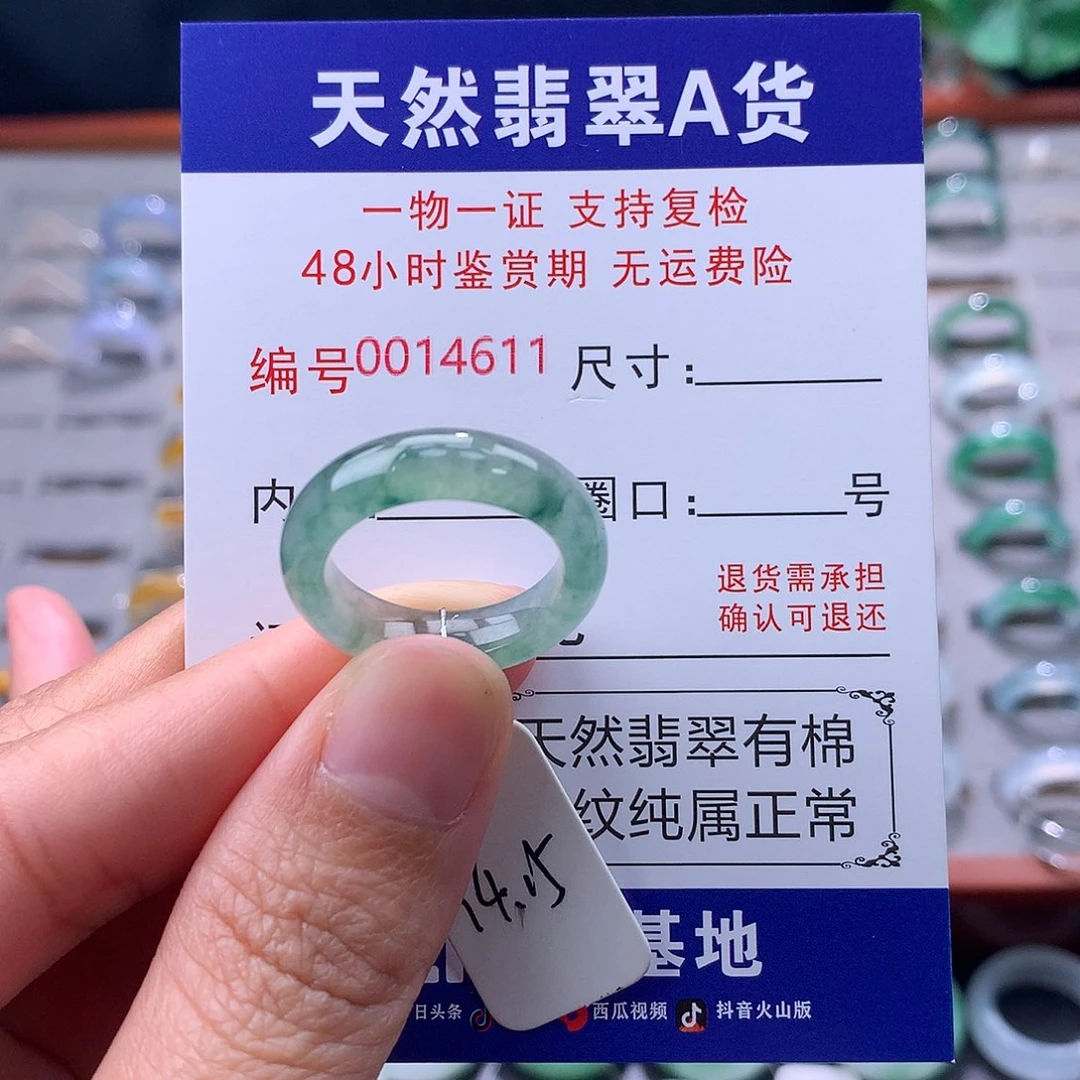 天然翡翠A货
一物一证 支持复检
48小时鉴赏期 无运费险
编号0014611 尺寸:
内 圈口: 号
退货需承担
确认可退还
天然翡翠有棉
纹纯属正常
14.15
基地
日头条 西瓜视频 抖音火山版